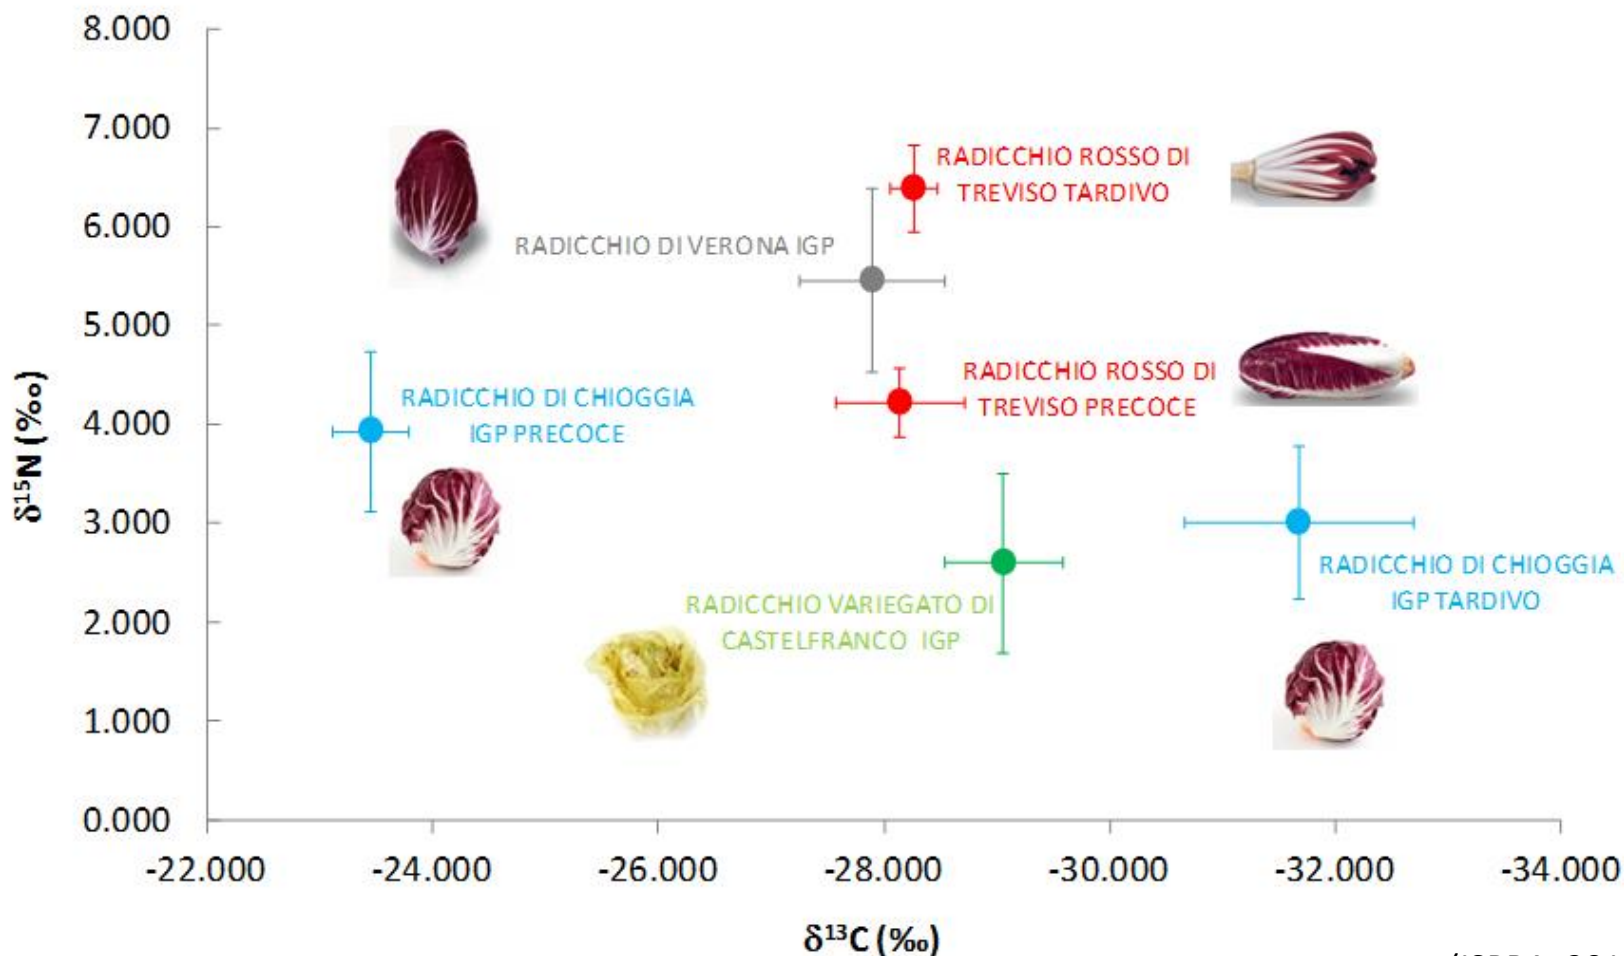 8.000
7.000
6.000
5.000
4.000
3.000
2.000
1.000
0.000
δ¹⁵N (‰)
RADICCHIO ROSSO DI
TREVISO TARDIVO
RADICCHIO DI VERONA IGP
RADICCHIO ROSSO DI
TREVISO PRECOCE
RADICCHIO DI CHIOGGIA
IGP PRECOCE
RADICCHIO DI CHIOGGIA
IGP TARDIVO
RADICCHIO VARIEGATO DI
CASTELFRANCO IGP
-22.000 -24.000 -26.000 -28.000 -30.000 -32.000 -34.000
δ¹³C (‰)